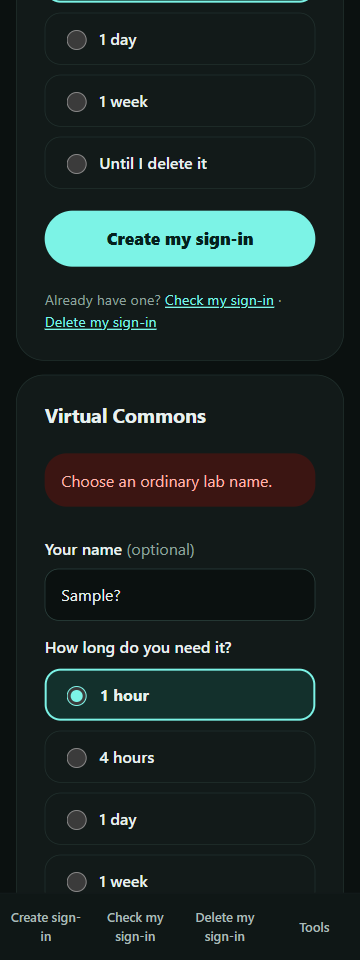 1 day
1 week
Until I delete it
Create my sign-in
Already have one? Check my sign-in ·
Delete my sign-in
Virtual Commons
Choose an ordinary lab name.
Your name (optional)
Sample?
How long do you need it?
1 hour
4 hours
1 day
1 week
Create sign-
in
Check my
sign-in
Delete my
sign-in
Tools